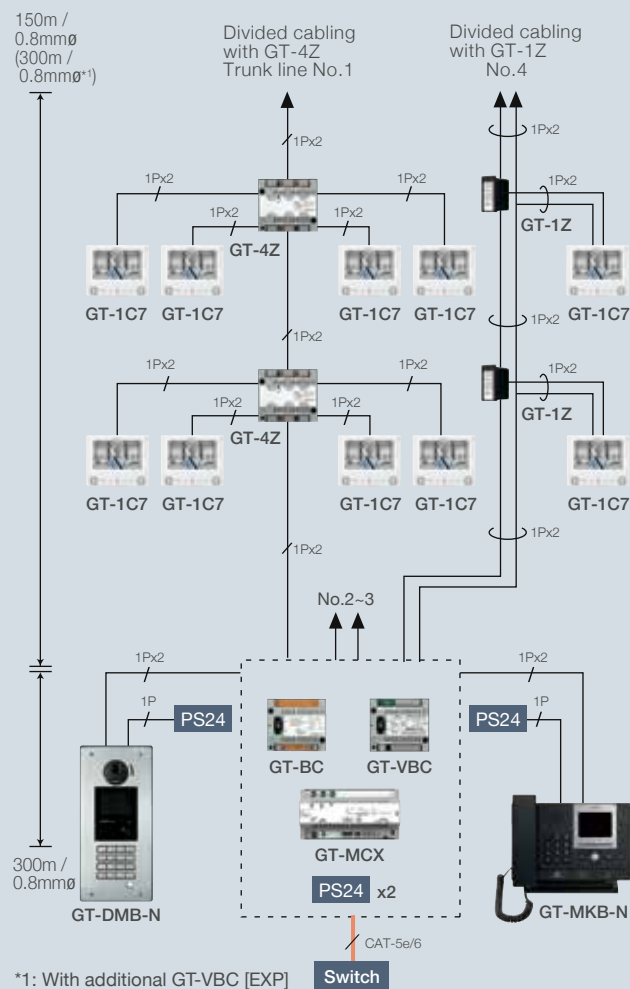 150m /
0.8mmø
(300m /
0.8mmø*1)
Divided cabling
with GT-4Z
Trunk line No.1
Divided cabling
with GT-1Z
No.4
1Px2
1Px2
1Px2
1Px2
1Px2
1Px2
1Px2
1Px2
GT-4Z
GT-1Z
GT-1C7
GT-1C7
GT-1C7
GT-1C7
GT-1C7
1Px2
1Px2
1Px2
1Px2
1Px2
1Px2
1Px2
GT-4Z
GT-1Z
GT-1C7
GT-1C7
GT-1C7
GT-1C7
GT-1C7
1Px2
1Px2
No.2~3
1Px2
1Px2
1P
PS24
PS24
1P
GT-BC
GT-VBC
GT-MCX
PS24 x2
300m /
0.8mmø
GT-DMB-N
GT-MKB-N
CAT-5e/6
Switch
*1: With additional GT-VBC [EXP]